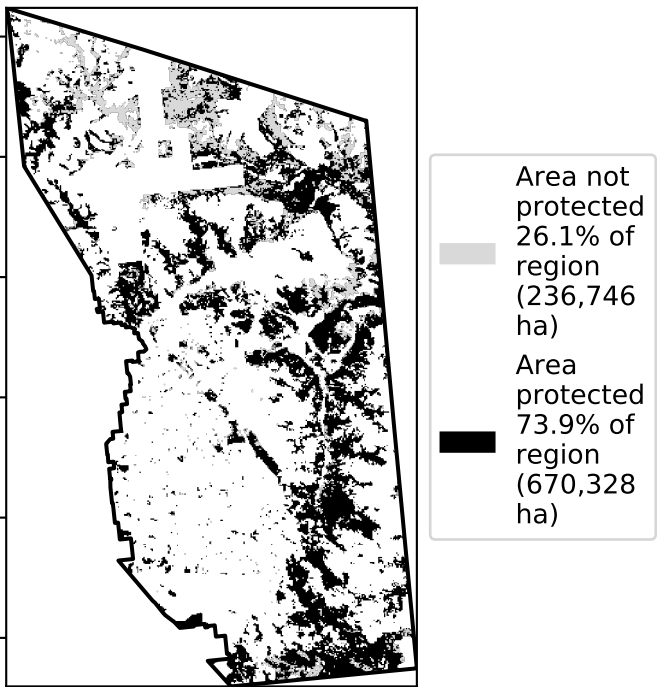 Area not
protected
26.1% of
region
(236,746
ha)
Area
protected
73.9% of
region
(670,328
ha)